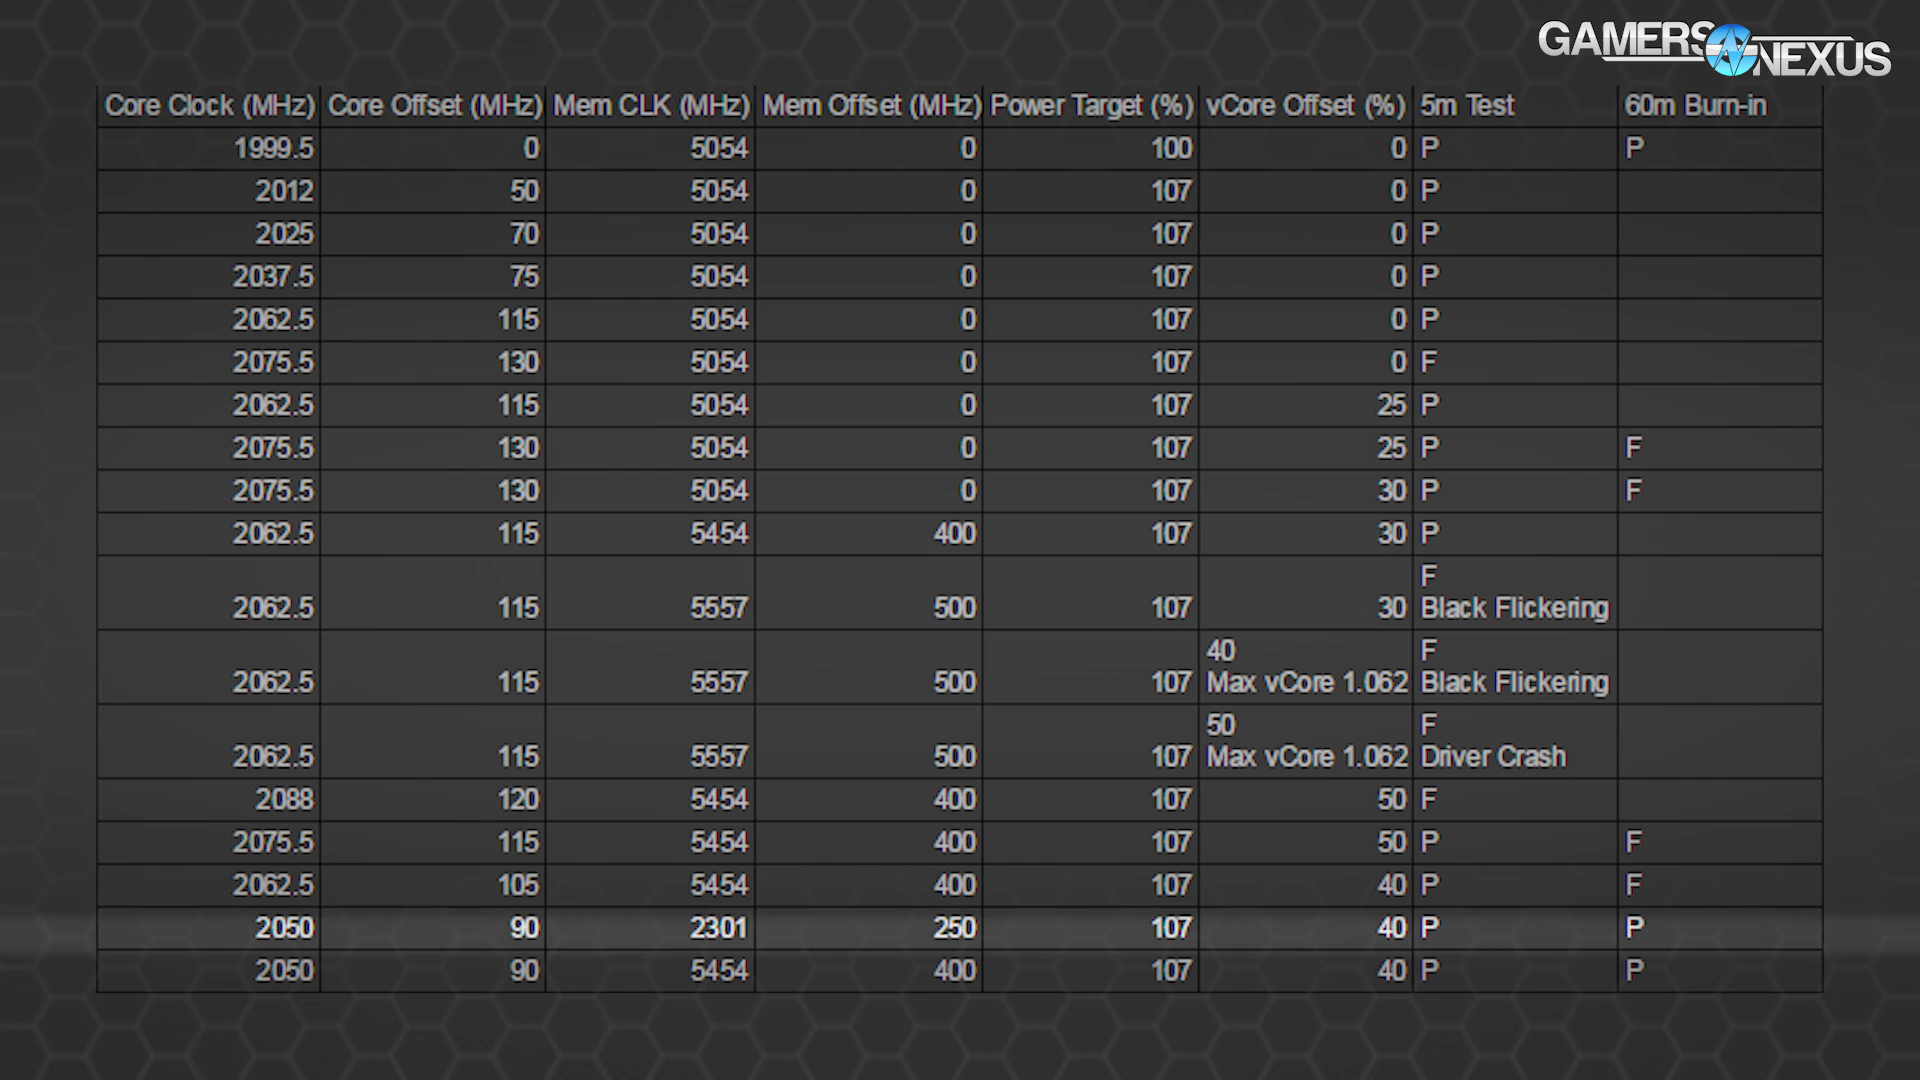 GAMERS NEXUS
Core Clock (MHz) Core Offset (MHz) Mem CLK (MHz) Mem Offset (MHz) Power Target (%) vCore Offset (%) 5m Test 60m Burn-in
1999.5 0 5054 0 100 0 P P
2012 50 5054 0 107 0 P
2025 70 5054 0 107 0 P
2037.5 75 5054 0 107 0 P
2062.5 115 5054 0 107 0 P
2075.5 130 5054 0 107 0 F
2062.5 115 5054 0 107 25 P
2075.5 130 5054 0 107 25 P F
2075.5 130 5054 0 107 30 P F
2062.5 115 5454 400 107 30 P
F
2062.5 115 5557 500 107 30 Black Flickering
40 F
2062.5 115 5557 500 107 Max vCore 1.062 Black Flickering
50 F
2062.5 115 5557 500 107 Max vCore 1.062 Driver Crash
2088 120 5454 400 107 50 F
2075.5 115 5454 400 107 50 P F
2062.5 105 5454 400 107 40 P F
2050 90 2301 250 107 40 P P
2050 90 5454 400 107 40 P P